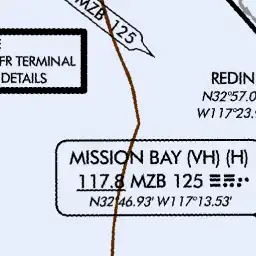 MZB 125
FR TERMINAL
DETAILS
REDIN
N32°57.0
W117°23.
MISSION BAY (VH) (H)
117.8 MZB 125
N32°46.93' W117°13.53'